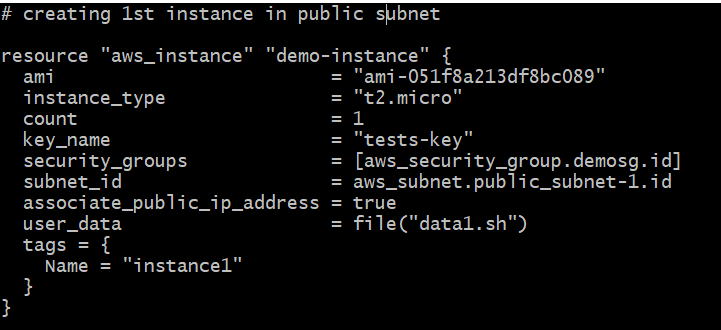 # creating 1st instance in public subnet
resource "aws_instance" "demo-instance" {
  ami                         = "ami-051f8a213df8bc089"
  instance_type               = "t2.micro"
  count                       = 1
  key_name                    = "tests-key"
  security_groups             = [aws_security_group.demosg.id]
  subnet_id                   = aws_subnet.public_subnet-1.id
  associate_public_ip_address = true
  user_data                   = file("data1.sh")
  tags = {
    Name = "instance1"
  }
}